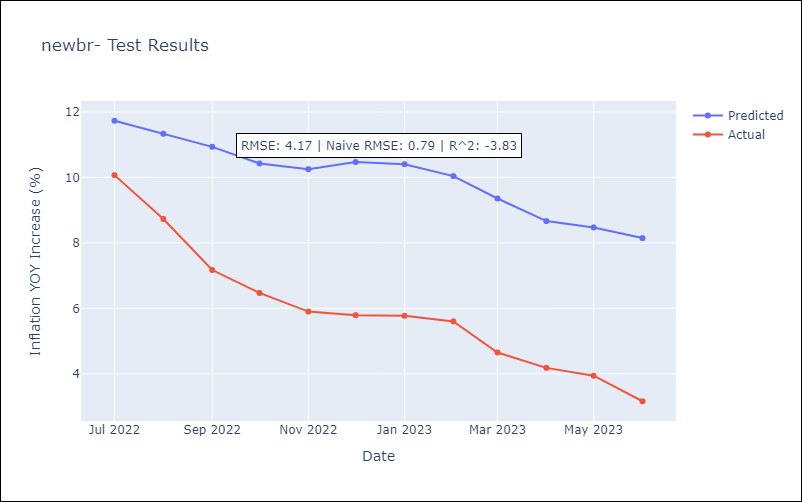 newbr- Test Results
Predicted
Actual
RMSE: 4.17 | Naive RMSE: 0.79 | R^2: -3.83
Inflation YOY Increase (%)
12
10
8
6
4
Jul 2022
Sep 2022
Nov 2022
Jan 2023
Mar 2023
May 2023
Date